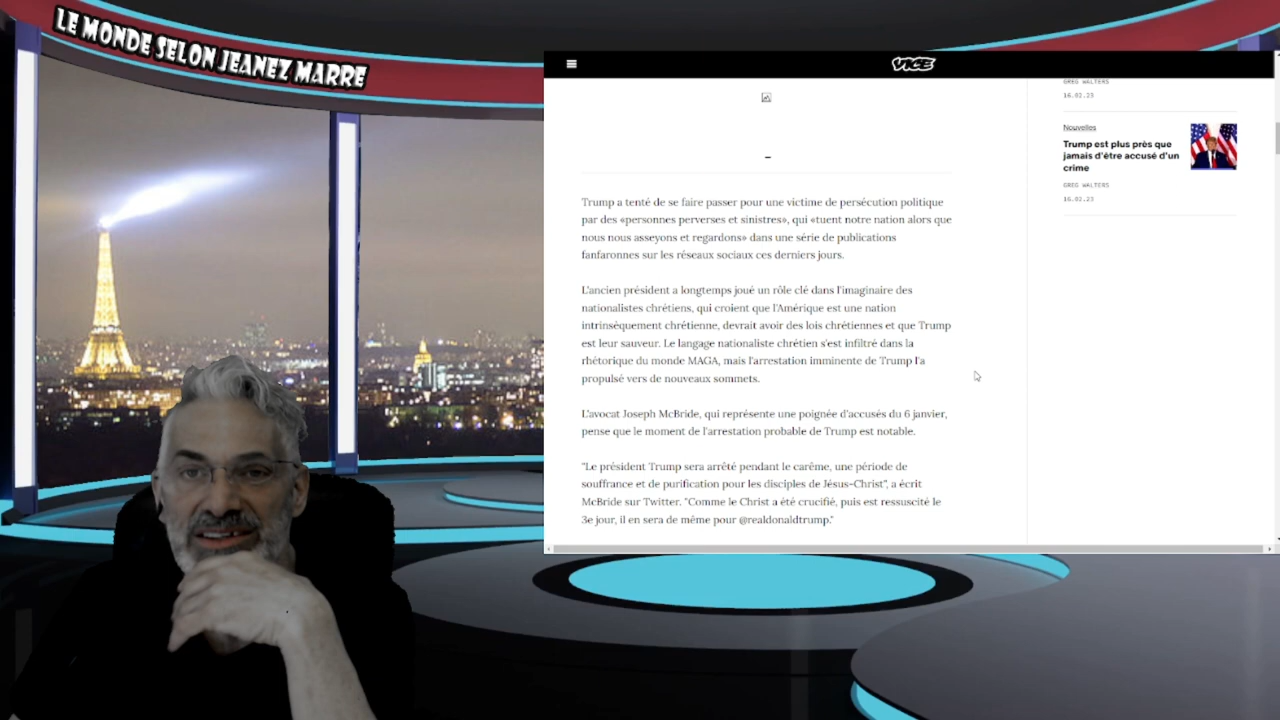 LE MONDE SELON JEANEZ MARRE
VICE
GREG WALTERS
16.02.23
Nouvelles
Trump est plus près que
jamais d'être accusé d'un
crime
GREG WALTERS
16.02.23
Trump a tenté de se faire passer pour une victime de persécution politique
par des «personnes perverses et sinistres», qui «tuent notre nation alors que
nous nous asseyons et regardons» dans une série de publications
fanfaronnes sur les réseaux sociaux ces derniers jours.
L'ancien président a longtemps joué un rôle clé dans l'imaginaire des
nationalistes chrétiens, qui croient que l'Amérique est une nation
intrinsèquement chrétienne, devrait avoir des lois chrétiennes et que Trump
est leur sauveur. Le langage nationaliste chrétien s'est infiltré dans la
rhétorique du monde MAGA, mais l'arrestation imminente de Trump l'a
propulsé vers de nouveaux sommets.
L'avocat Joseph McBride, qui représente une poignée d'accusés du 6 janvier,
pense que le moment de l'arrestation probable de Trump est notable.
"Le président Trump sera arrêté pendant le carême, une période de
souffrance et de purification pour les disciples de Jésus-Christ", a écrit
McBride sur Twitter. "Comme le Christ a été crucifié, puis est ressuscité le
3e jour, il en sera de même pour @realdonaldtrump."